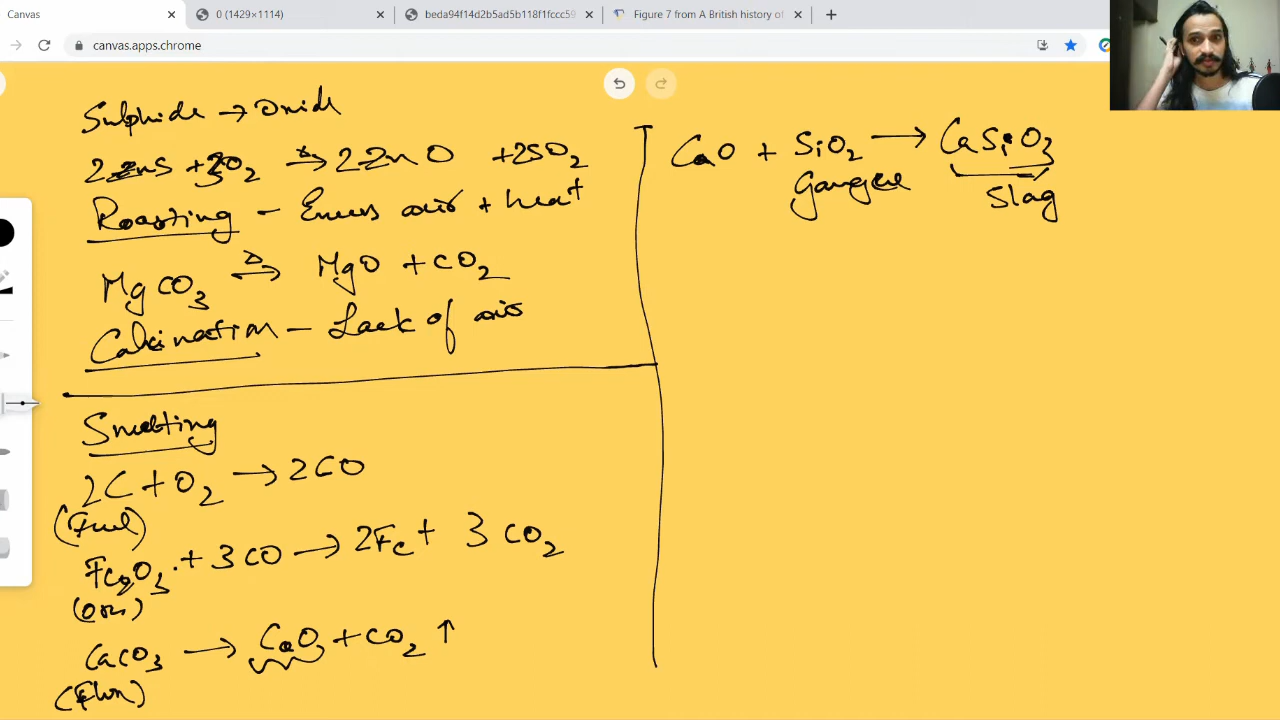 Canvas
0 (1429×1114)
beda94f14d2b5ad5b118f1fccc59
Figure 7 from A British history of
canvas.apps.chrome
Sulphide → Oxide
2ZnS + 3O₂ →Δ 2ZnO + 2SO₂
Roasting - Excess air + heat
MgCO₃ ⇌Δ MgO + CO₂
Calcination - Lack of air
Smelting
2C + O₂ → 2CO
(Fuel)
Fe₂O₃ + 3CO → 2Fe + 3CO₂
(Ore)
CaCO₃ → CaO + CO₂ ↑
(Flux)
CaO + SiO₂ → CaSiO₃
Gangue Slag